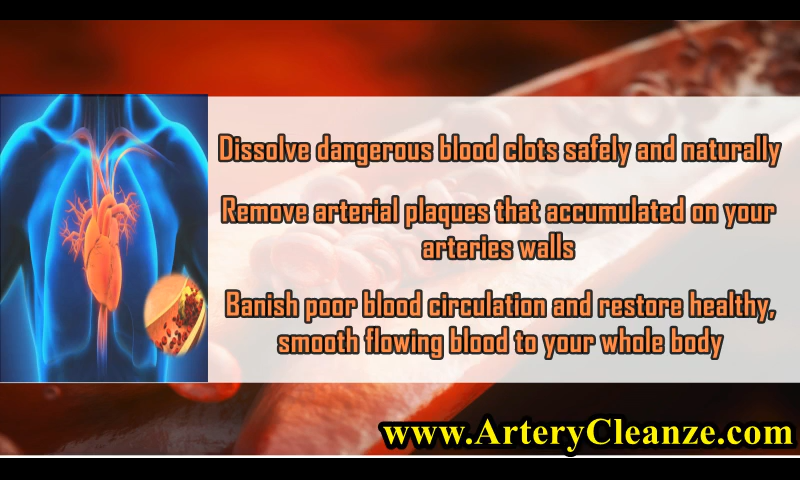 Dissolve dangerous blood clots safely and naturally
Remove arterial plaques that accumulated on your
arteries walls
Banish poor blood circulation and restore healthy,
smooth flowing blood to your whole body
www.ArteryCleanze.com